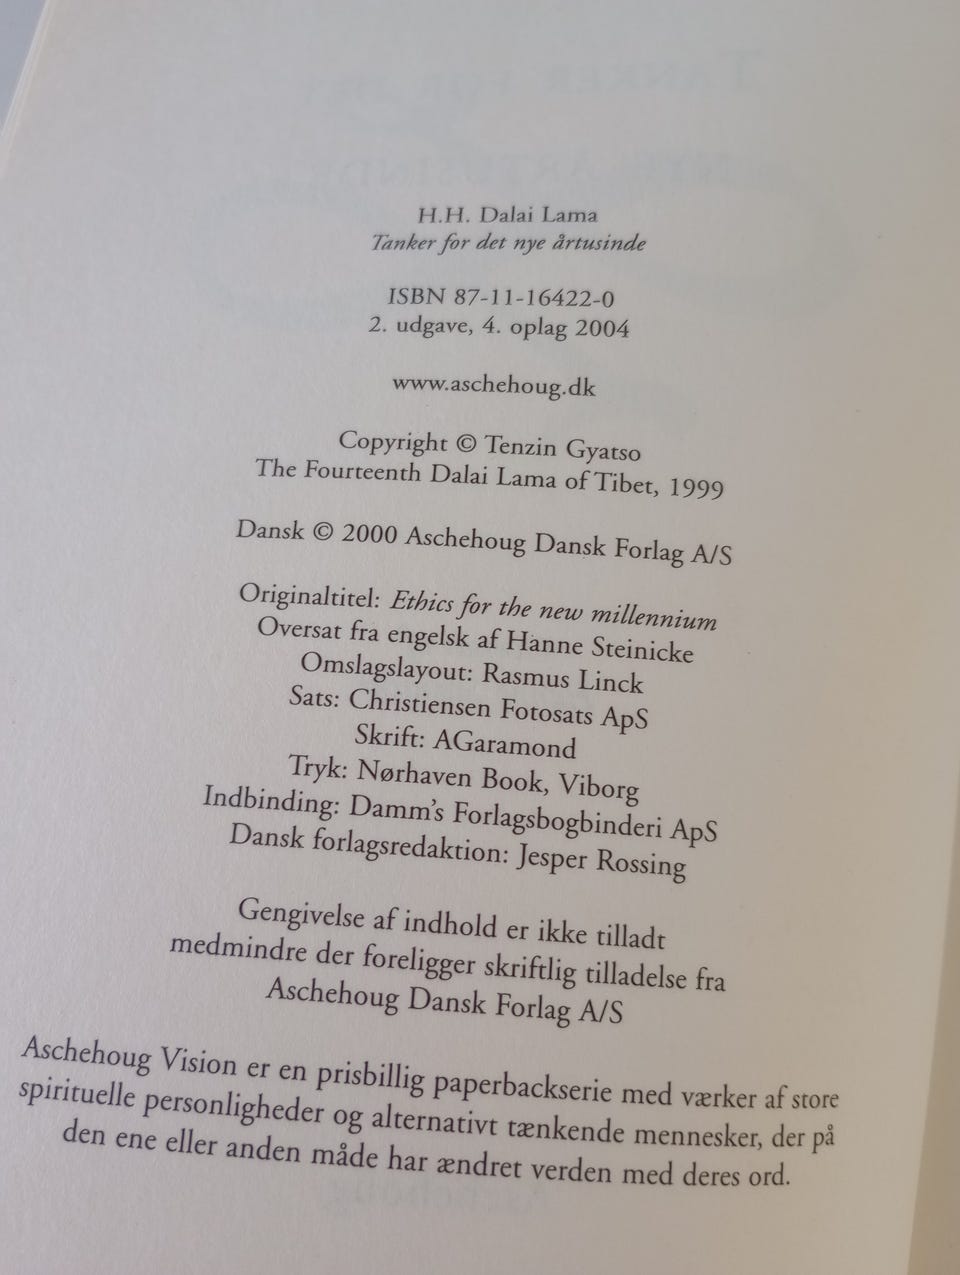 H.H. Dalai Lama
Tanker for det nye årtusinde
ISBN 87-11-16422-0
2. udgave, 4. oplag 2004
www.aschehoug.dk
Copyright © Tenzin Gyatso
The Fourteenth Dalai Lama of Tibet, 1999
Dansk © 2000 Aschehoug Dansk Forlag A/S
Originaltitel: Ethics for the new millennium
Oversat fra engelsk af Hanne Steinicke
Omslagslayout: Rasmus Linck
Sats: Christiensen Fotosats ApS
Skrift: AGaramond
Tryk: Nørhaven Book, Viborg
Indbinding: Damm's Forlagsbogbinderi ApS
Dansk forlagsredaktion: Jesper Rossing
Gengivelse af indhold er ikke tilladt
medmindre der foreligger skriftlig tilladelse fra
Aschehoug Dansk Forlag A/S
Aschehoug Vision er en prisbillig paperbackserie med værker af store
spirituelle personligheder og alternativt tænkende mennesker, der på
den ene eller anden måde har ændret verden med deres ord.